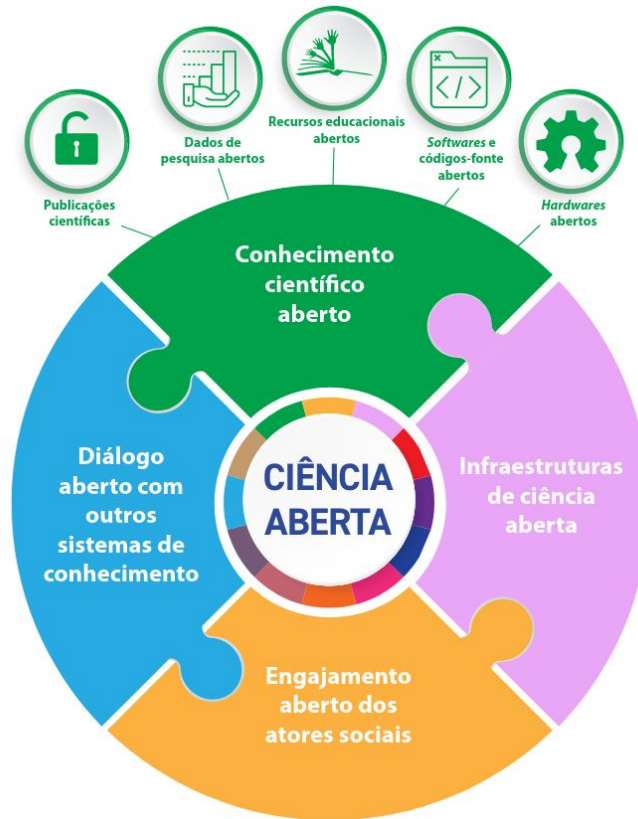 Publicações
científicas
Dados de
pesquisa abertos
Recursos educacionais
abertos
</>
Softwares e
códigos-fonte
abertos
Hardwares
abertos
Conhecimento
científico
aberto
Diálogo
aberto com
outros
sistemas de
conhecimento
CIÊNCIA
ABERTA
Infraestruturas
de ciência
aberta
Engajamento
aberto dos
atores sociais